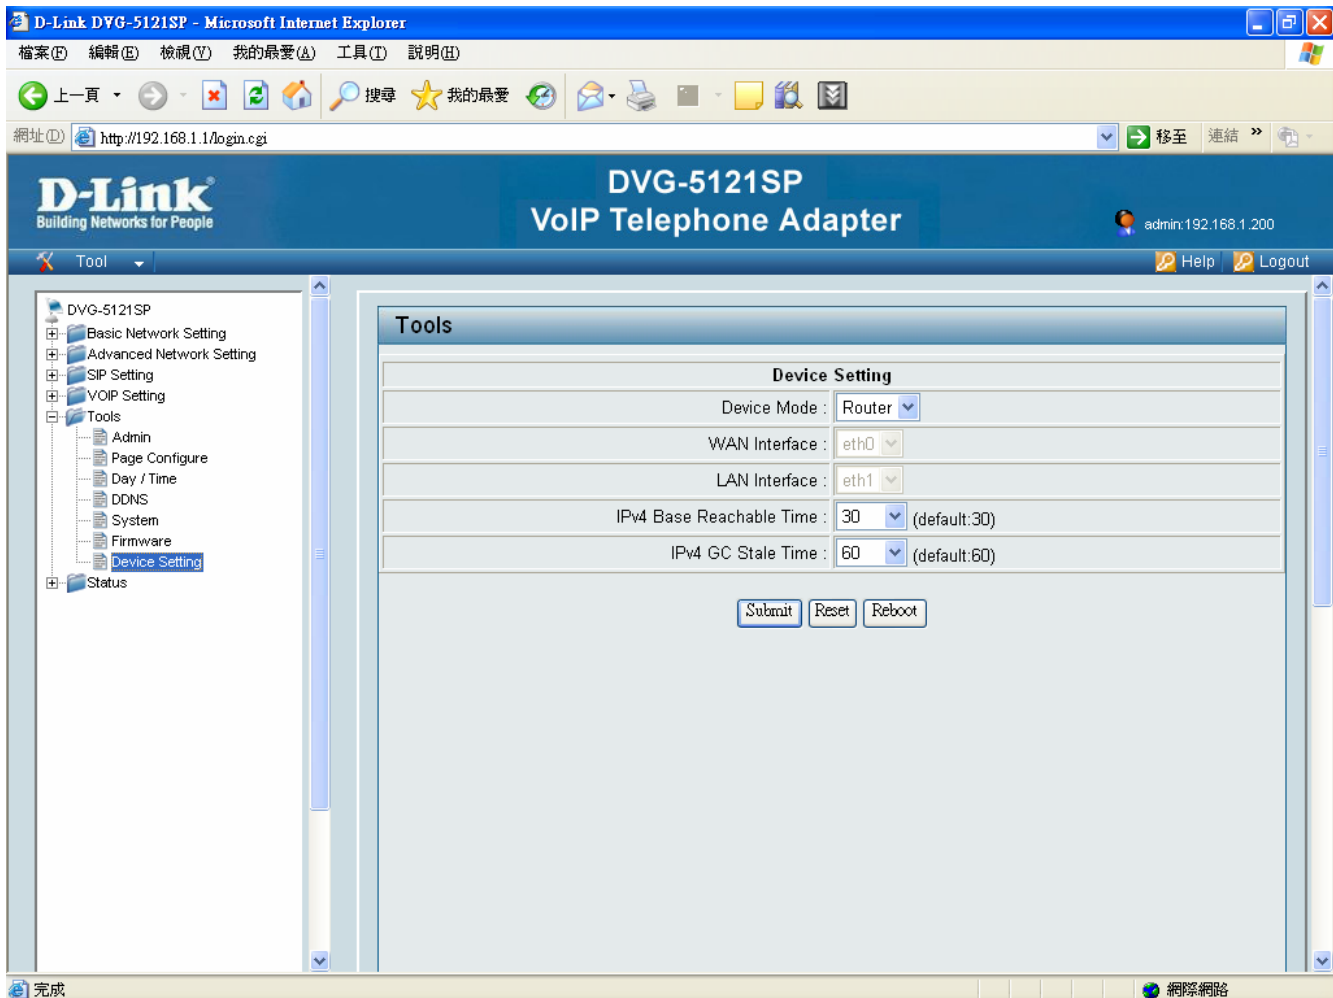 D-Link DVG-5121SP - Microsoft Internet Explorer
檔案(F) 編輯(E) 檢視(V) 我的最愛(A) 工具(T) 說明(H)
上一頁 搜尋 我的最愛
網址(D) http://192.168.1.1/login.cgi 移至 連結 »
D-Link®
Building Networks for People
DVG-5121SP
VoIP Telephone Adapter
admin:192.168.1.200
Tool Help Logout
DVG-5121SP
Basic Network Setting
Advanced Network Setting
SIP Setting
VOIP Setting
Tools
Admin
Page Configure
Day / Time
DDNS
System
Firmware
Device Setting
Status
Tools
Device Setting
Device Mode : Router
WAN Interface : eth0
LAN Interface : eth1
IPv4 Base Reachable Time : 30 (default:30)
IPv4 GC Stale Time : 60 (default:60)
Submit Reset Reboot
完成 網際網路